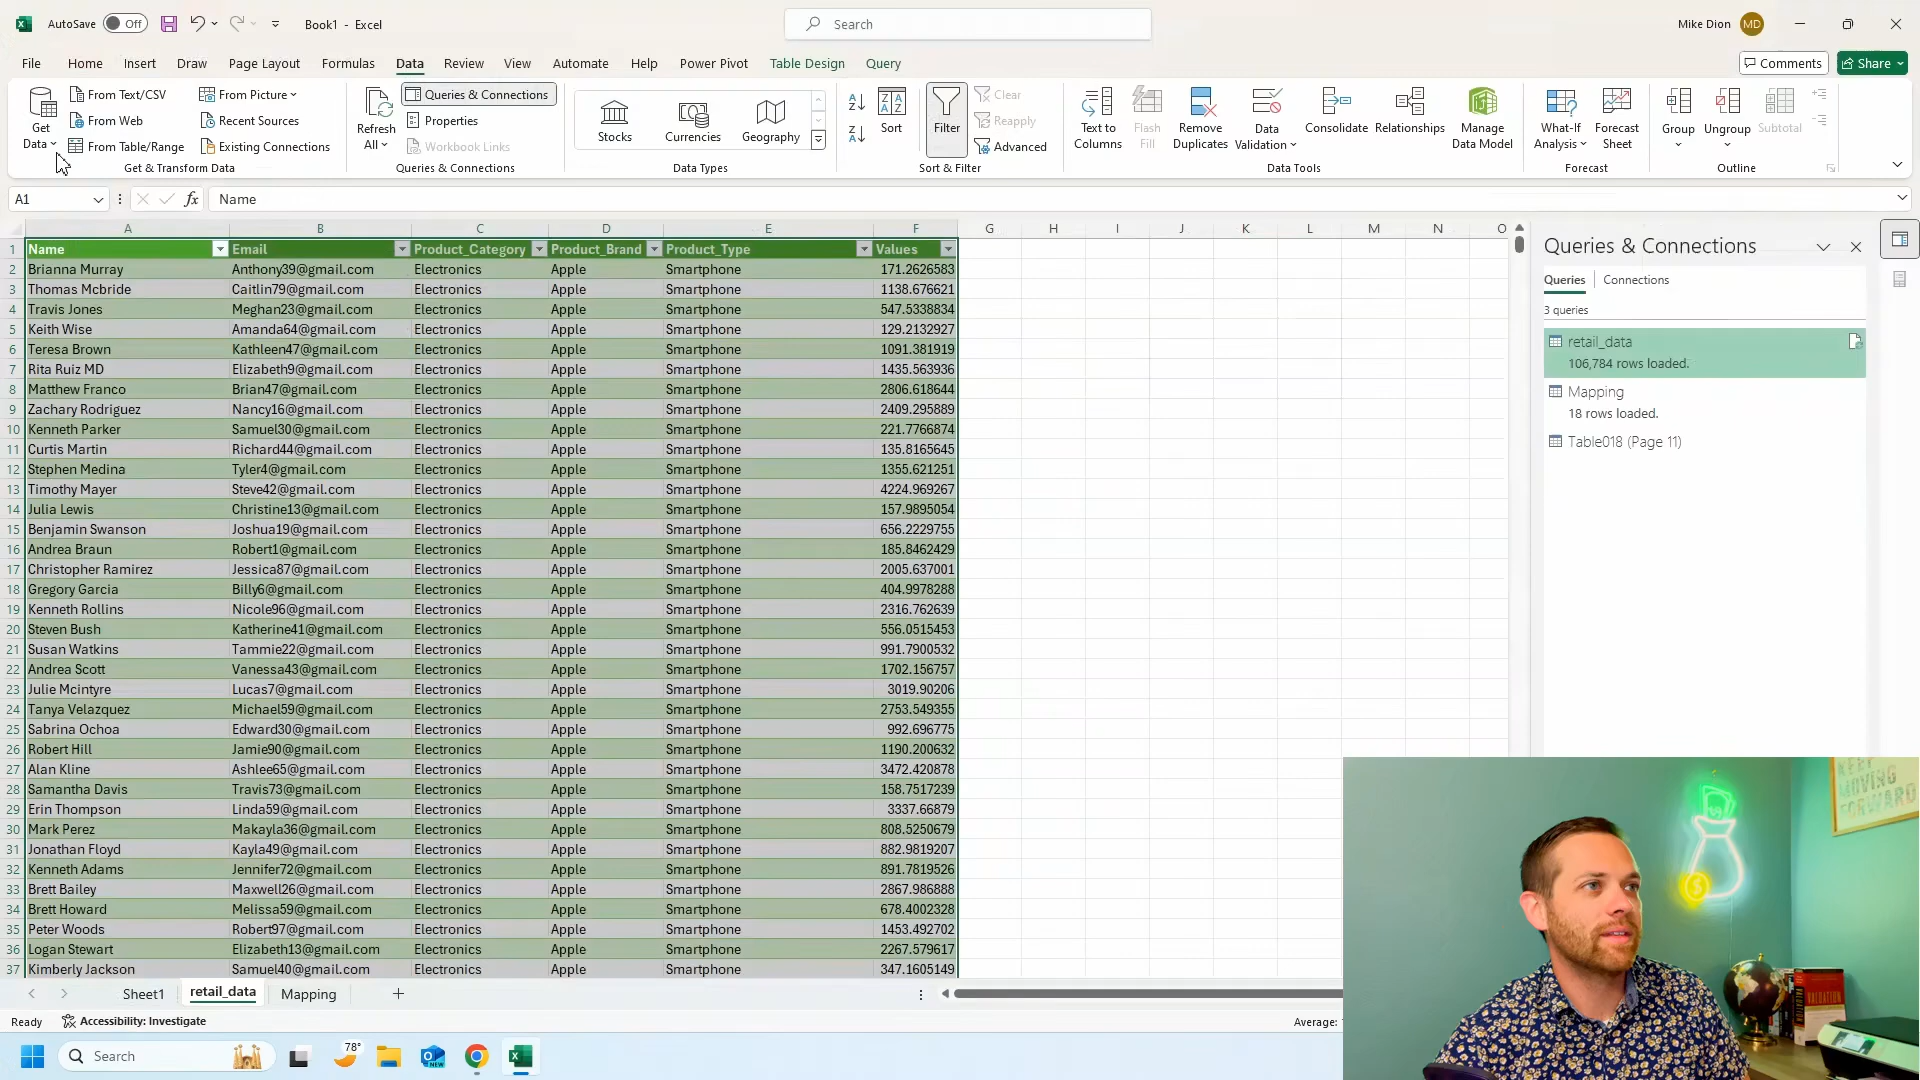 AutoSave Off Book1 - Excel Search Mike Dion MD
File Home Insert Draw Page Layout Formulas Data Review View Automate Help Power Pivot Table Design Query Comments Share
Get Data From Text/CSV From Web From Table/Range From Picture Recent Sources Existing Connections
Get & Transform Data
Refresh All Queries & Connections Properties Workbook Links
Queries & Connections
Stocks Currencies Geography
Data Types
Sort Filter Clear Reapply Advanced
Sort & Filter
Text to Columns Flash Fill Remove Duplicates Data Validation Consolidate Relationships Manage Data Model
Data Tools
What-If Analysis Forecast Sheet
Forecast
Group Ungroup Subtotal
Outline
A1 fx Name
A B C D E F G H I J K L M N O
1 Name Email Product_Category Product_Brand Product_Type Values
2 Brianna Murray Anthony39@gmail.com Electronics Apple Smartphone 171.2626583
3 Thomas Mcbride Caitlin79@gmail.com Electronics Apple Smartphone 1138.676621
4 Travis Jones Meghan23@gmail.com Electronics Apple Smartphone 547.5338834
5 Keith Wise Amanda64@gmail.com Electronics Apple Smartphone 129.2132927
6 Teresa Brown Kathleen47@gmail.com Electronics Apple Smartphone 1091.381919
7 Rita Ruiz MD Elizabeth9@gmail.com Electronics Apple Smartphone 1435.563936
8 Matthew Franco Brian47@gmail.com Electronics Apple Smartphone 2806.618644
9 Zachary Rodriguez Nancy16@gmail.com Electronics Apple Smartphone 2409.295889
10 Kenneth Parker Samuel30@gmail.com Electronics Apple Smartphone 221.7766874
11 Curtis Martin Richard44@gmail.com Electronics Apple Smartphone 135.8165645
12 Stephen Medina Tyler4@gmail.com Electronics Apple Smartphone 1355.621251
13 Timothy Mayer Steve42@gmail.com Electronics Apple Smartphone 4224.969267
14 Julia Lewis Christine13@gmail.com Electronics Apple Smartphone 157.9895054
15 Benjamin Swanson Joshua19@gmail.com Electronics Apple Smartphone 656.2229755
16 Andrea Braun Robert1@gmail.com Electronics Apple Smartphone 185.8462429
17 Christopher Ramirez Jessica87@gmail.com Electronics Apple Smartphone 2005.637001
18 Gregory Garcia Billy6@gmail.com Electronics Apple Smartphone 404.9978288
19 Kenneth Rollins Nicole96@gmail.com Electronics Apple Smartphone 2316.762639
20 Steven Bush Katherine41@gmail.com Electronics Apple Smartphone 556.0515453
21 Susan Watkins Tammie22@gmail.com Electronics Apple Smartphone 991.7900532
22 Andrea Scott Vanessa43@gmail.com Electronics Apple Smartphone 1702.156757
23 Julie Mcintyre Lucas7@gmail.com Electronics Apple Smartphone 3019.90206
24 Tanya Velazquez Michael59@gmail.com Electronics Apple Smartphone 2753.549355
25 Sabrina Ochoa Edward30@gmail.com Electronics Apple Smartphone 992.696775
26 Robert Hill Jamie90@gmail.com Electronics Apple Smartphone 1190.200632
27 Alan Kline Ashlee65@gmail.com Electronics Apple Smartphone 3472.420878
28 Samantha Davis Travis73@gmail.com Electronics Apple Smartphone 158.7517239
29 Erin Thompson Linda59@gmail.com Electronics Apple Smartphone 3337.66879
30 Mark Perez Makayla36@gmail.com Electronics Apple Smartphone 808.5250679
31 Jonathan Floyd Kayla49@gmail.com Electronics Apple Smartphone 882.9819207
32 Kenneth Adams Jennifer72@gmail.com Electronics Apple Smartphone 891.7819526
33 Brett Bailey Maxwell26@gmail.com Electronics Apple Smartphone 2867.986888
34 Brett Howard Melissa59@gmail.com Electronics Apple Smartphone 678.4002328
35 Peter Woods Robert97@gmail.com Electronics Apple Smartphone 1453.492702
36 Logan Stewart Elizabeth13@gmail.com Electronics Apple Smartphone 2267.579617
37 Kimberly Jackson Samuel40@gmail.com Electronics Apple Smartphone 347.1605149
Queries & Connections
Queries Connections
3 queries
retail_data
106,784 rows loaded.
Mapping
18 rows loaded.
Table018 (Page 11)
KEEP
MOVING
FORWARD
VALUATION
Sheet1 retail_data Mapping
Ready Accessibility: Investigate Average:
Search 78°